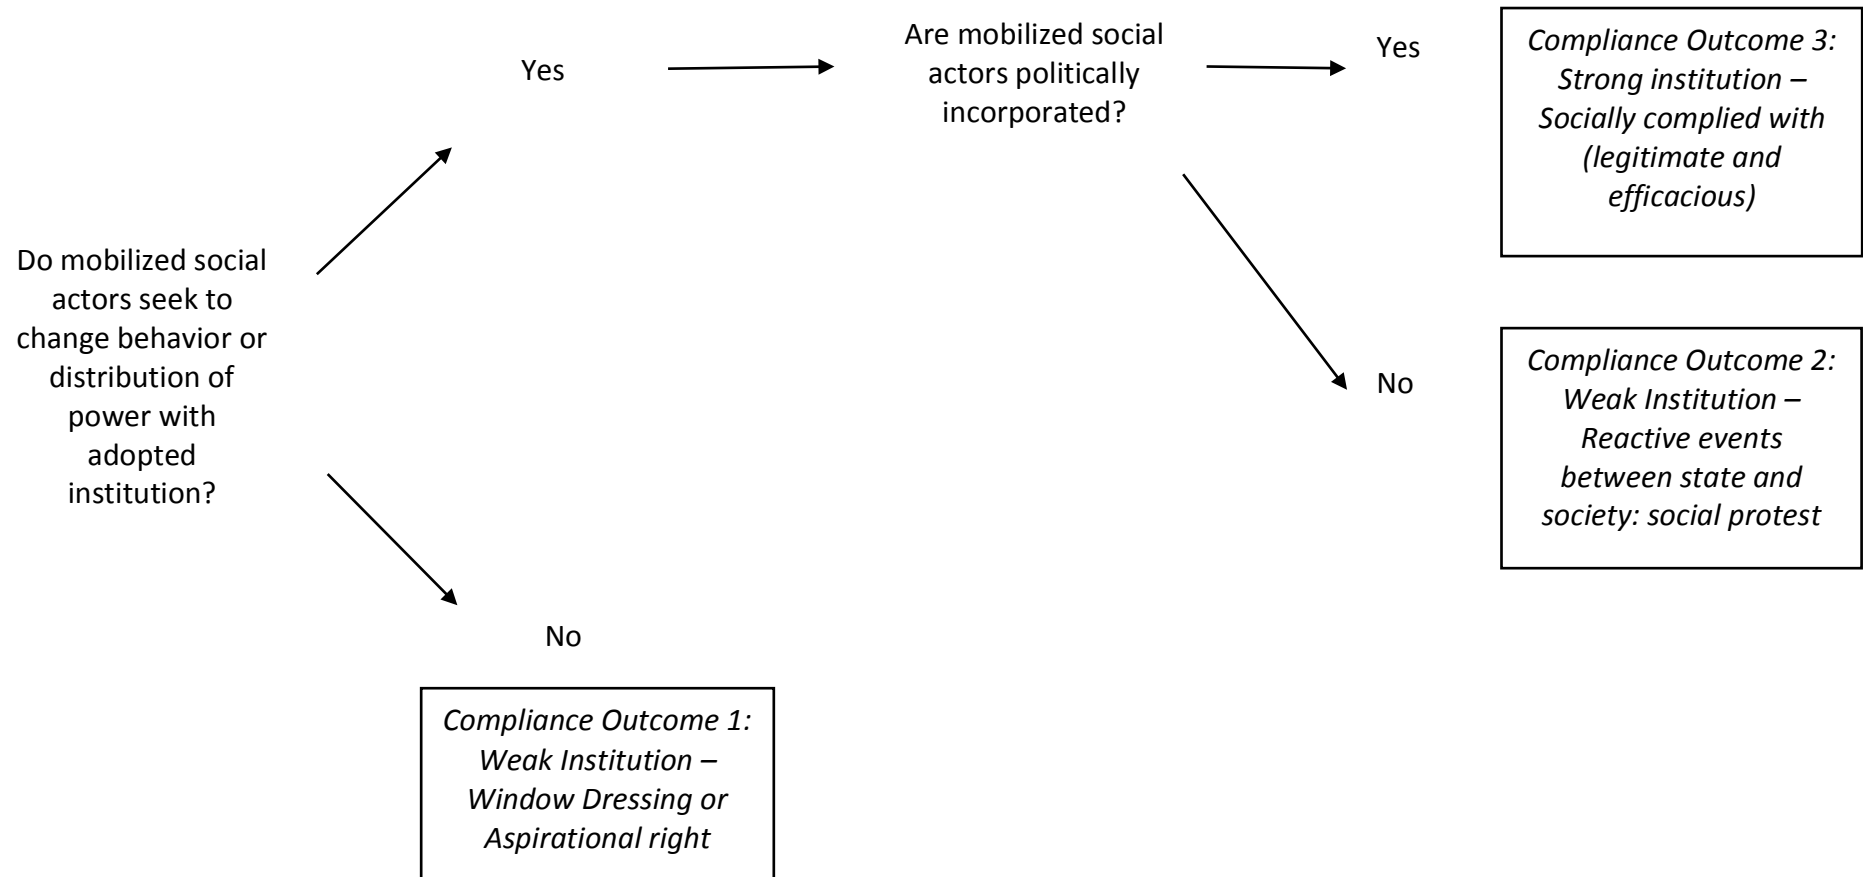 Do mobilized social
actors seek to
change behavior or
distribution of
power with
adopted
institution?
Yes
Are mobilized social
actors politically
incorporated?
Yes
Compliance Outcome 3:
Strong institution –
Socially complied with
(legitimate and
efficacious)
No
Compliance Outcome 2:
Weak Institution –
Reactive events
between state and
society: social protest
No
Compliance Outcome 1:
Weak Institution –
Window Dressing or
Aspirational right